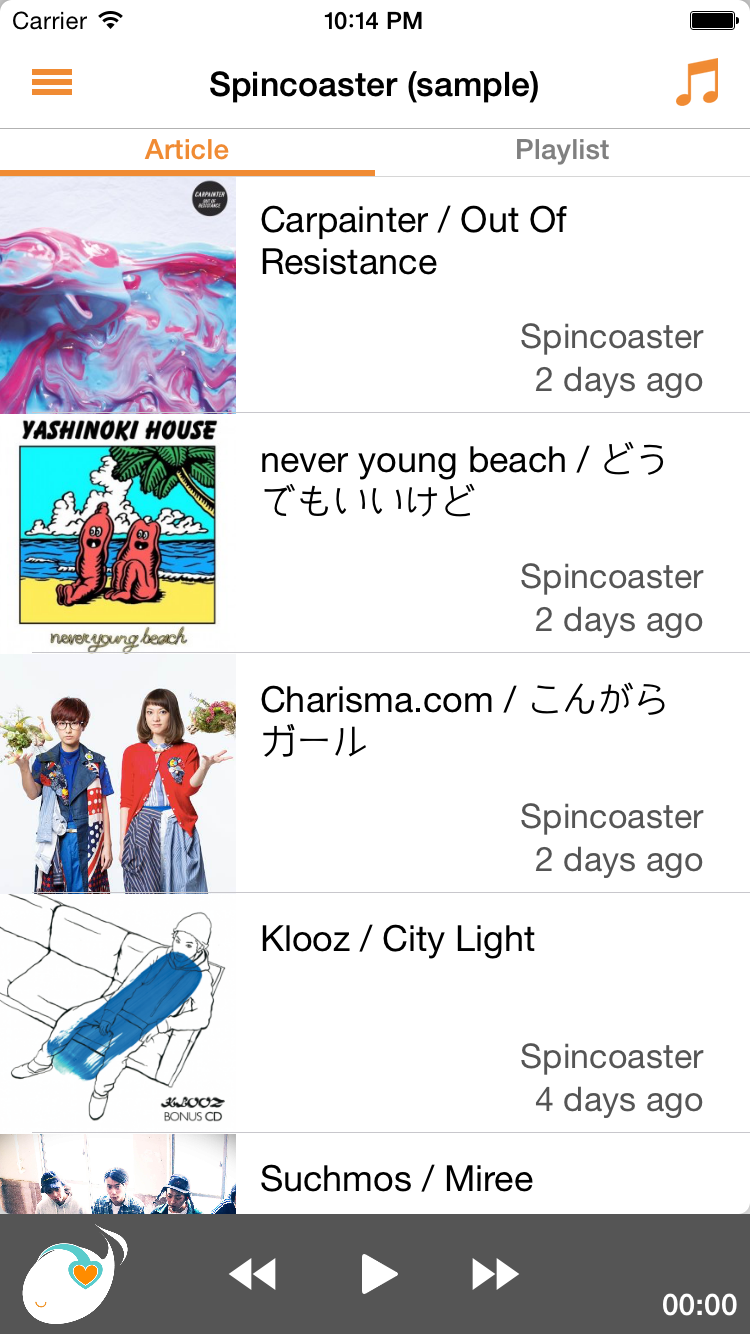 Carrier
10:14 PM
Spincoaster (sample)
Article
Playlist
CARPAINTER
OUT OF
RESISTANCE
Carpainter / Out Of
Resistance
Spincoaster
2 days ago
YASHINOKI HOUSE
never young beach
never young beach / どう
でもいいけど
Spincoaster
2 days ago
Charisma.com / こんがら
ガール
Spincoaster
2 days ago
KLOOZ
BONUS CD
Klooz / City Light
Spincoaster
4 days ago
Suchmos / Miree
00:00